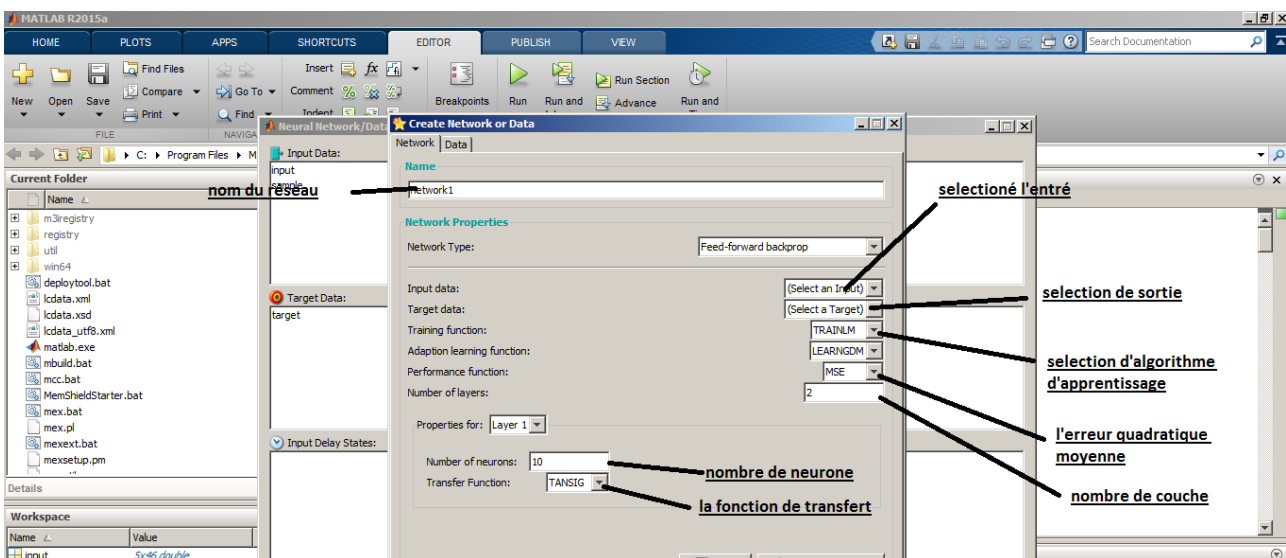 MATLAB R2015a
HOME PLOTS APPS SHORTCUTS EDITOR PUBLISH VIEW
Search Documentation
New Open Save
Find Files
Compare
Print
Go To
Find
Insert fx
Comment
Indent
Breakpoints
Run
Run and
Run Section
Advance
Run and
FILE
NAVIGA
C: Program Files M
Current Folder
Name
m3iregistry
registry
util
win64
deploytool.bat
lcdata.xml
lcdata.xsd
lcdata_utf8.xml
matlab.exe
mbuild.bat
mcc.bat
MemShieldStarter.bat
mex.bat
mex.pl
mexext.bat
mexsetup.pm
Details
Workspace
Name Value
input 5x46 double
Neural Network/Data
Input Data:
input
sample
Target Data:
target
Input Delay States:
Create Network or Data
Network Data
Name
network1
Network Properties
Network Type: Feed-forward backprop
Input data: (Select an Input)
Target data: (Select a Target)
Training function: TRAINLM
Adaption learning function: LEARNGDM
Performance function: MSE
Number of layers: 2
Properties for: Layer 1
Number of neurons: 10
Transfer Function: TANSIG
nom du réseau
selectioné l'entré
selection de sortie
selection d'algorithme
d'apprentissage
l'erreur quadratique
moyenne
nombre de neurone
nombre de couche
la fonction de transfert